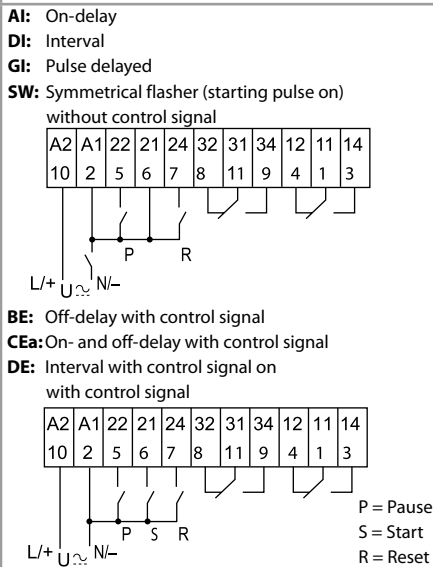 AI: On-delay
DI: Interval
GI: Pulse delayed
SW: Symmetrical flasher (starting pulse on)
without control signal
A2 A1 22 21 24 32 31 34 12 11 14
10 2 5 6 7 8 11 9 4 1 3
P R
L/+ U N/–
BE: Off-delay with control signal
CEa: On- and off-delay with control signal
DE: Interval with control signal on
with control signal
A2 A1 22 21 24 32 31 34 12 11 14
10 2 5 6 7 8 11 9 4 1 3
P = Pause
P S R
S = Start
L/+ U N/–
R = Reset